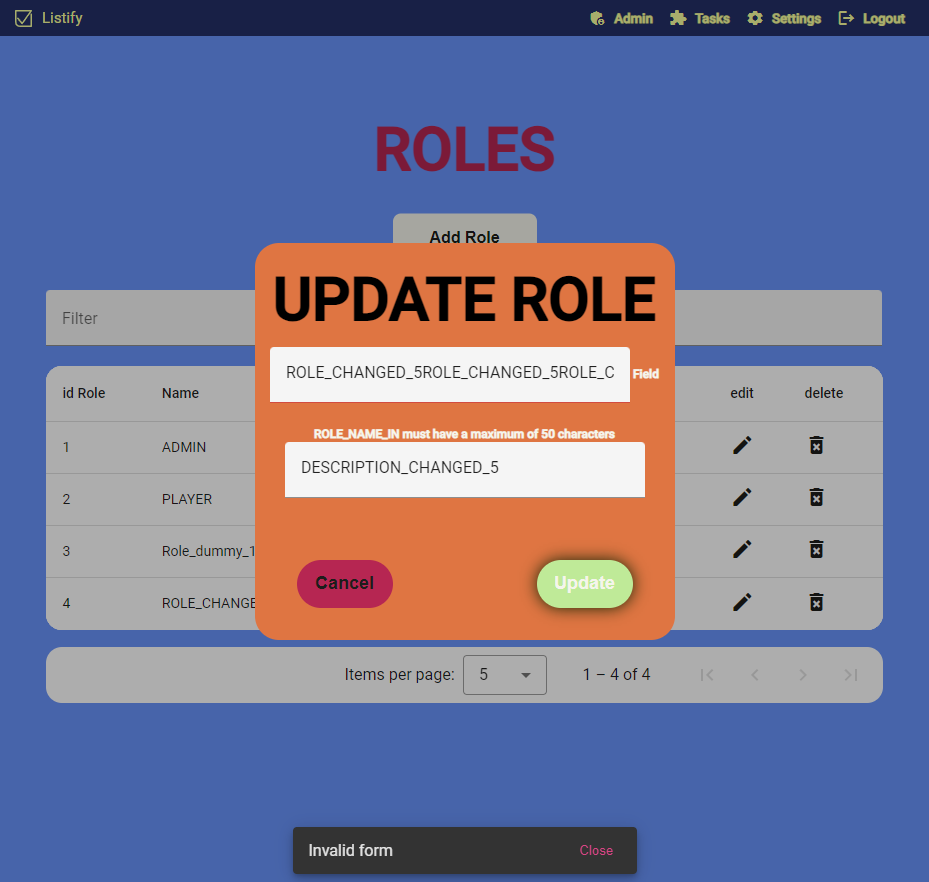 Listify
Admin Tasks Settings Logout
ROLES
Add Role
UPDATE ROLE
Filter
ROLE_CHANGED_5ROLE_CHANGED_5ROLE_C Field
id Role Name edit delete
ROLE_NAME_IN must have a maximum of 50 characters
1 ADMIN
DESCRIPTION_CHANGED_5
2 PLAYER
3 Role_dummy_1
Cancel Update
4 ROLE_CHANGE
Items per page: 5 1 – 4 of 4
Invalid form Close